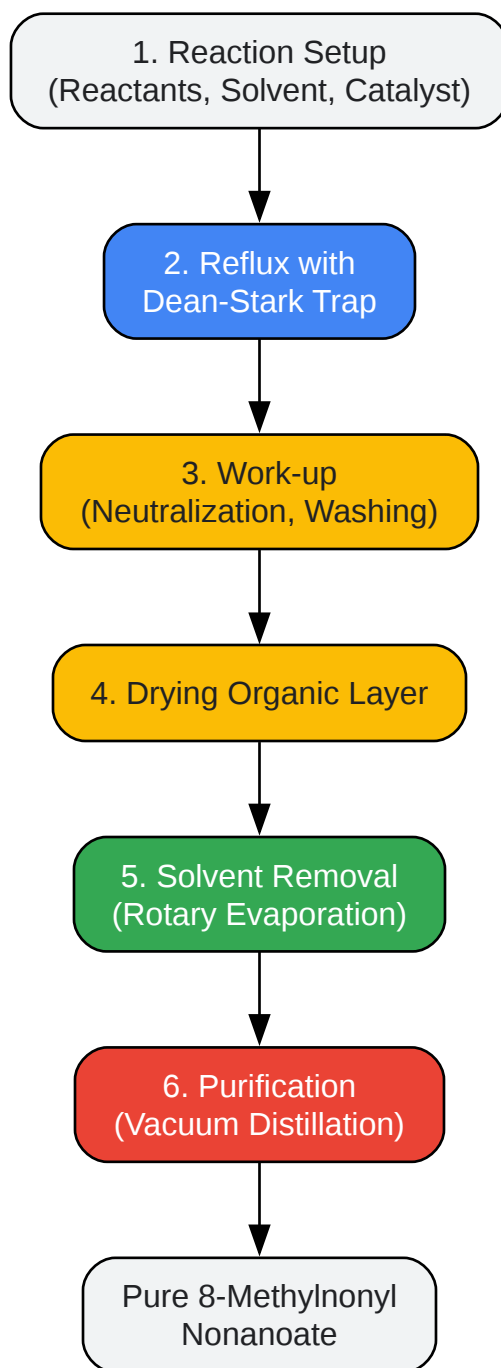 1. Reaction Setup
(Reactants, Solvent, Catalyst)
2. Reflux with
Dean-Stark Trap
3. Work-up
(Neutralization, Washing)
4. Drying Organic Layer
5. Solvent Removal
(Rotary Evaporation)
6. Purification
(Vacuum Distillation)
Pure 8-Methylnonyl
Nonanoate